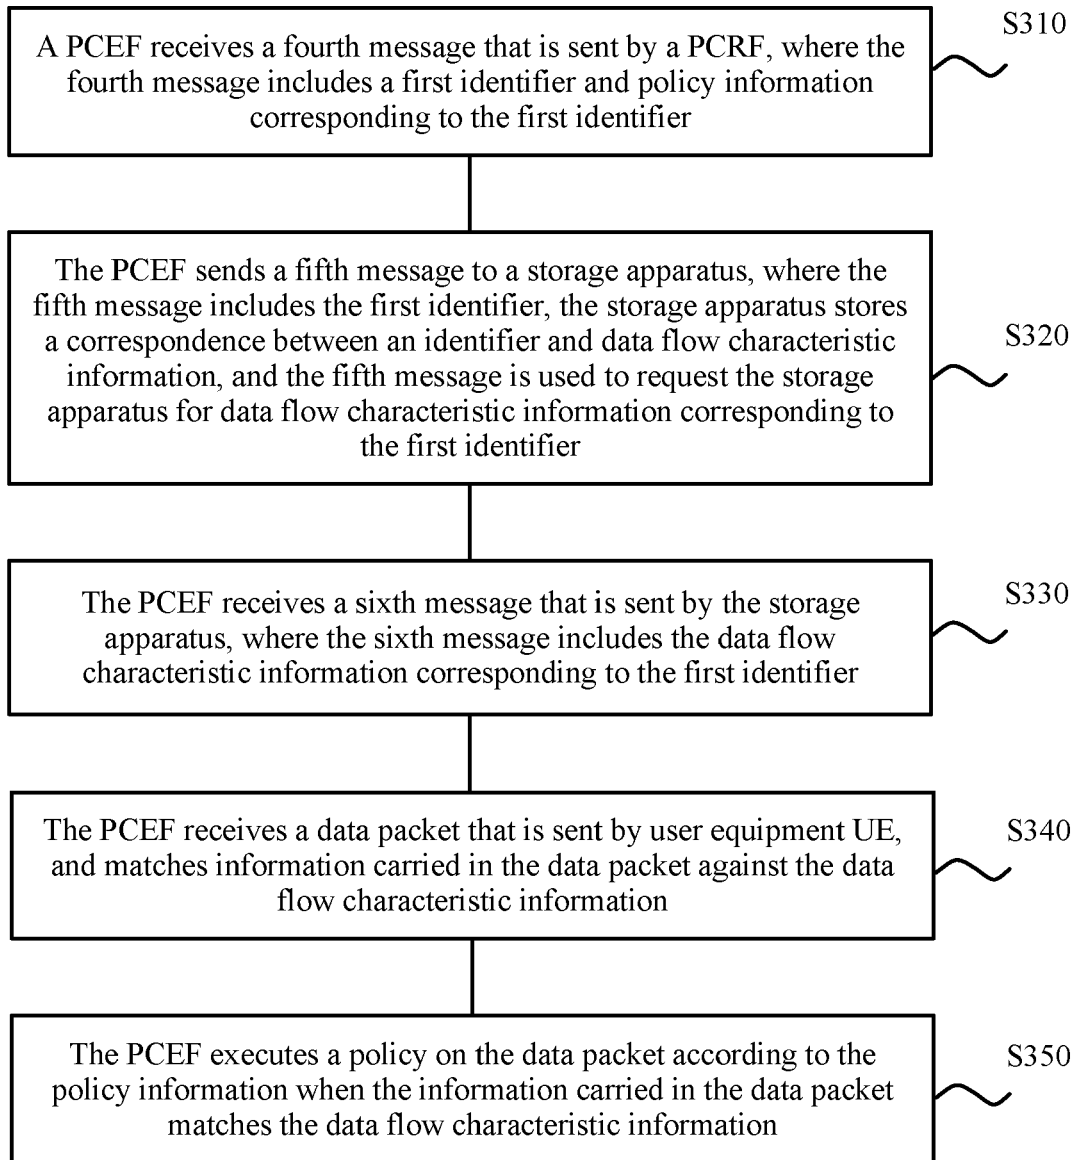 S310
A PCEF receives a fourth message that is sent by a PCRF, where the
fourth message includes a first identifier and policy information
corresponding to the first identifier
The PCEF sends a fifth message to a storage apparatus, where the
fifth message includes the first identifier, the storage apparatus stores
a correspondence between an identifier and data flow characteristic
information, and the fifth message is used to request the storage
apparatus for data flow characteristic information corresponding to
the first identifier
S320
The PCEF receives a sixth message that is sent by the storage
apparatus, where the sixth message includes the data flow
characteristic information corresponding to the first identifier
S330
The PCEF receives a data packet that is sent by user equipment UE,
and matches information carried in the data packet against the data
flow characteristic information
S340
The PCEF executes a policy on the data packet according to the
policy information when the information carried in the data packet
matches the data flow characteristic information
S350